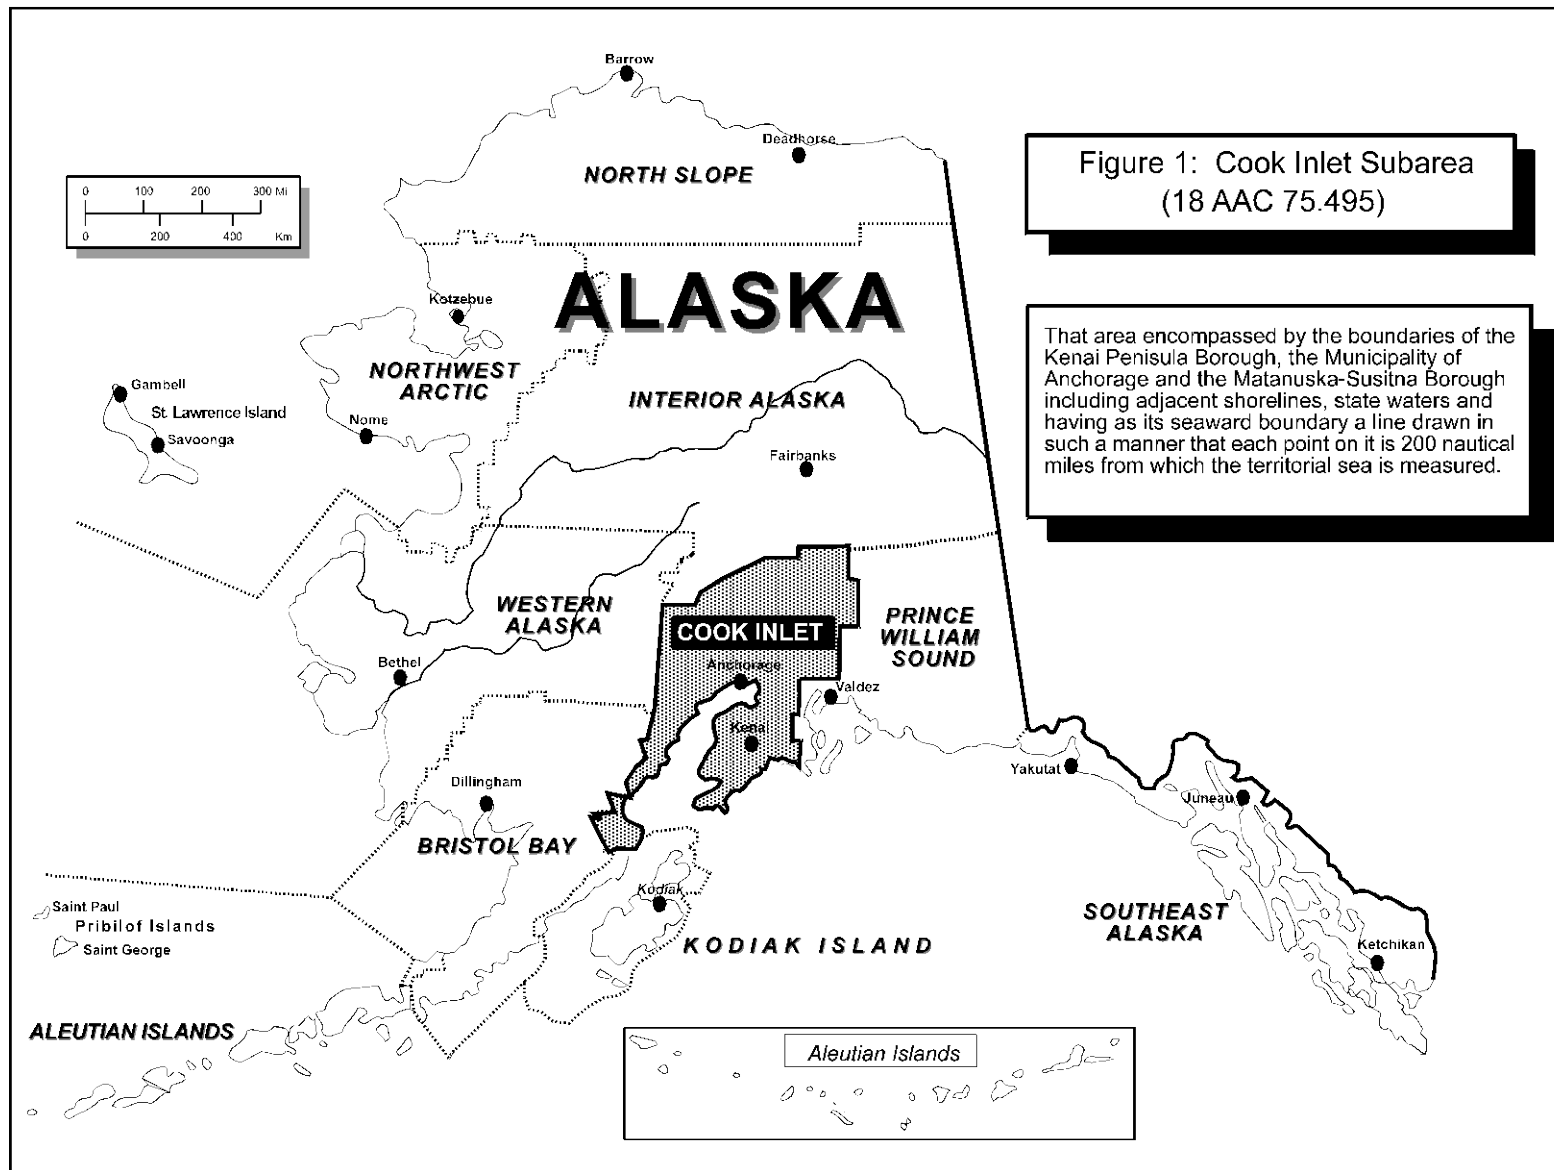 Barrow
Deadhorse
NORTH SLOPE
Figure 1: Cook Inlet Subarea
(18 AAC 75.495)
0 100 200 300 Mi
0 200 400 Km
ALASKA
Kotzebue
NORTHWEST
ARCTIC
INTERIOR ALASKA
That area encompassed by the boundaries of the
Kenai Penisula Borough, the Municipality of
Anchorage and the Matanuska-Susitna Borough
including adjacent shorelines, state waters and
having as its seaward boundary a line drawn in
such a manner that each point on it is 200 nautical
miles from which the territorial sea is measured.
Gambell
St. Lawrence Island
Savoonga
Nome
Fairbanks
WESTERN
ALASKA
COOK INLET
PRINCE
WILLIAM
SOUND
Bethel
Anchorage
Valdez
Kenai
Yakutat
Juneau
Dillingham
BRISTOL BAY
Kodiak
KODIAK ISLAND
SOUTHEAST
ALASKA
Ketchikan
Saint Paul
Pribilof Islands
Saint George
ALEUTIAN ISLANDS
Aleutian Islands